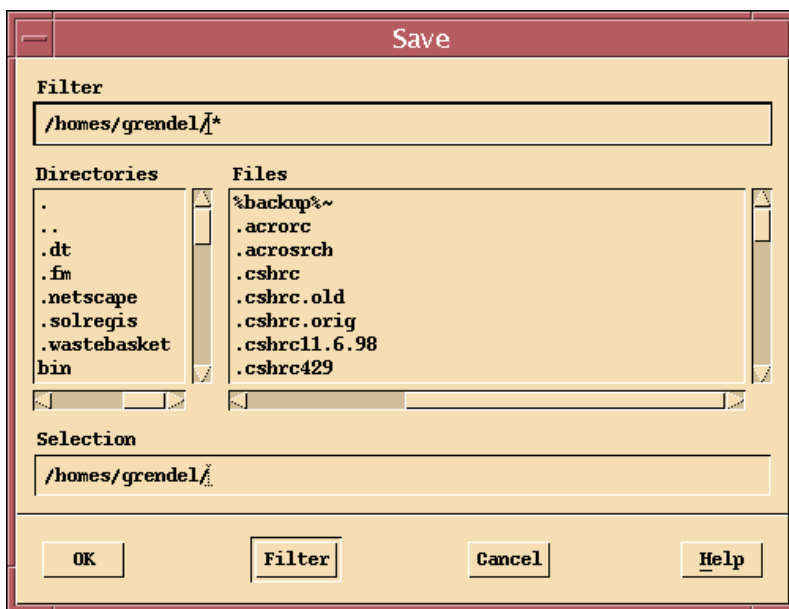 Save
Filter
/homes/grendel/*
Directories
.
..
.dt
.fm
.netscape
.solregis
.wastebasket
bin
Files
%backup%~
.acrorc
.acrosrch
.cshrc
.cshrc.old
.cshrc.orig
.cshrc11.6.98
.cshrc429
Selection
/homes/grendel/
OK
Filter
Cancel
Help